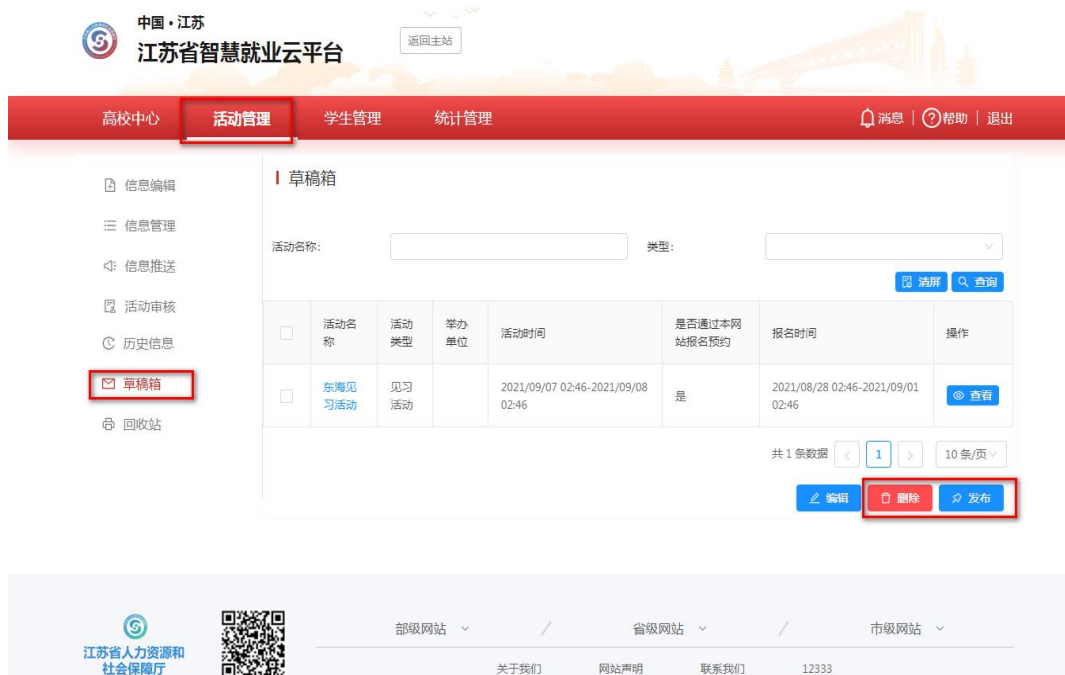 中国·江苏
江苏省智慧就业云平台
返回主站
高校中心 活动管理 学生管理 统计管理 消息 | ?帮助 | 退出
信息编辑
信息管理
信息推送
活动审核
历史信息
草稿箱
回收站
草稿箱
活动名称: 类型:
清屏 查询
活动名
称
活动
类型
举办
单位
活动时间
是否通过本网
站报名预约
报名时间
操作
东海见
习活动
见习
活动
2021/09/07 02:46-2021/09/08
02:46
是
2021/08/28 02:46-2021/09/01
02:46
查看
共 1 条数据 < 1 > 10 条/页
编辑 删除 发布
江苏省人力资源和
社会保障厅
部级网站 / 省级网站 / 市级网站
关于我们 网站声明 联系我们 12333